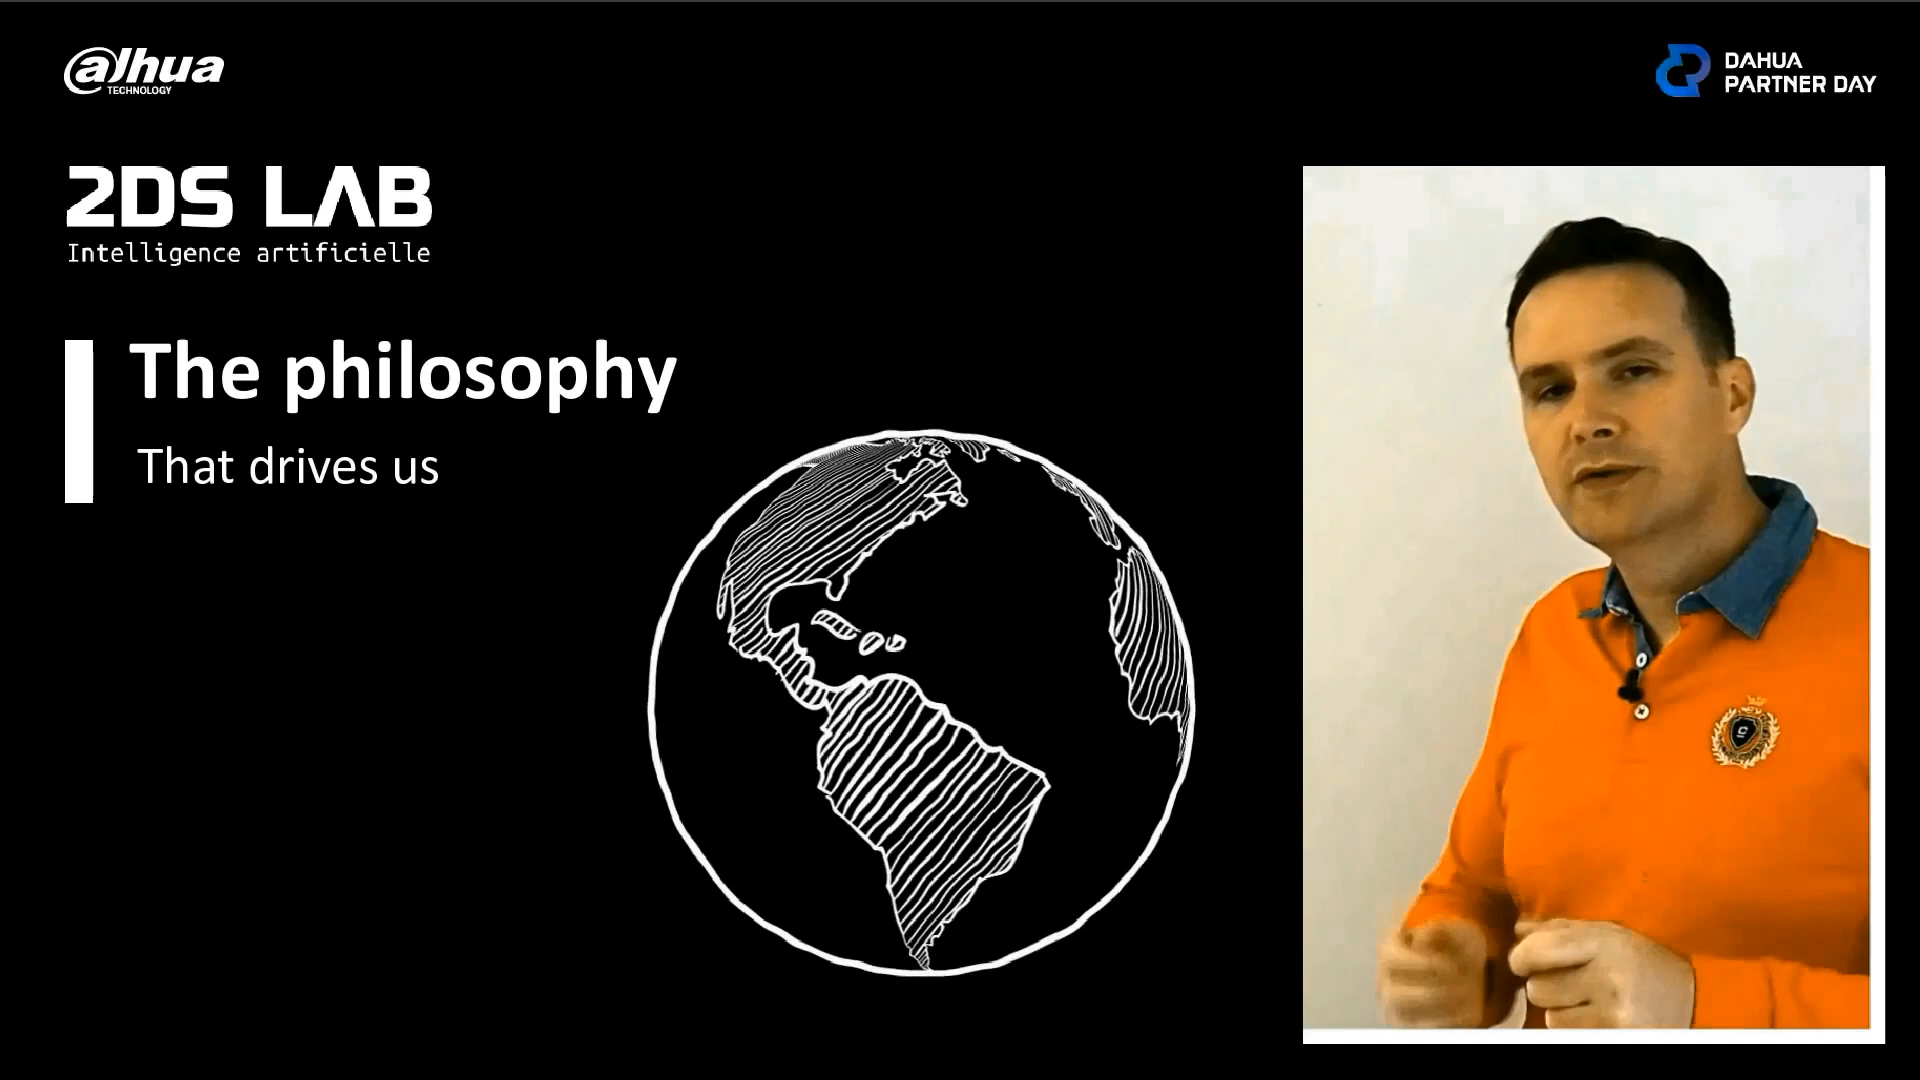 alhua
TECHNOLOGY
DAHUA
PARTNER DAY
2DS LAB
Intelligence artificielle
The philosophy
That drives us
C